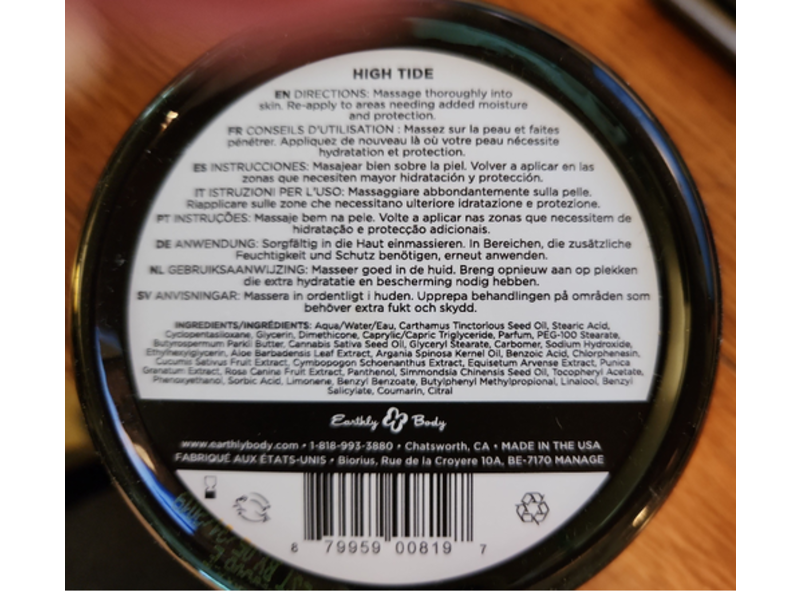 HIGH TIDE
EN DIRECTIONS: Massage thoroughly into
skin. Re-apply to areas needing added moisture
and protection.
FR CONSEILS D'UTILISATION : Massez sur la peau et faites
pénétrer. Appliquez de nouveau là où votre peau nécessite
hydratation et protection.
ES INSTRUCCIONES: Masajear bien sobre la piel. Volver a aplicar en las
zonas que necesiten mayor hidratación y protección.
IT ISTRUZIONI PER L'USO: Massaggiare abbondantemente sulla pelle.
Riapplicare sulle zone che necessitano ulteriore idratazione e protezione.
PT INSTRUÇÕES: Massaje bem na pele. Volte a aplicar nas zonas que necessitem de
hidratação e protecção adicionais.
DE ANWENDUNG: Sorgfältig in die Haut einmassieren. In Bereichen, die zusätzliche
Feuchtigkeit und Schutz benötigen, erneut anwenden.
NL GEBRUIKSAANWIJZING: Masseer goed in de huid. Breng opnieuw aan op plekken
die extra hydratatie en bescherming nodig hebben.
SV ANVISNINGAR: Massera in ordentligt i huden. Upprepa behandlingen på områden som
behöver extra fukt och skydd.
INGREDIENTS/INGRÉDIENTS: Aqua/Water/Eau, Carthamus Tinctorious Seed Oil, Stearic Acid,
Cyclopentasiloxane, Glycerin, Dimethicone, Caprylic/Capric Triglyceride, Parfum, PEG-100 Stearate,
Butyrospermum Parkii Butter, Cannabis Sativa Seed Oil, Glyceryl Stearate, Carbomer, Sodium Hydroxide,
Ethylhexylglycerin, Aloe Barbadensis Leaf Extract, Argania Spinosa Kernel Oil, Benzoic Acid, Chlorphenesin,
Cucumis Sativus Fruit Extract, Cymbopogon Schoenanthus Extract, Equisetum Arvense Extract, Punica
Granatum Extract, Rosa Canina Fruit Extract, Panthenol, Simmondsia Chinensis Seed Oil, Tocopheryl Acetate,
Phenoxyethanol, Sorbic Acid, Limonene, Benzyl Benzoate, Butylphenyl Methylpropional, Linalool, Benzyl
Salicylate, Coumarin, Citral
Earthly Body
www.earthlybody.com • 1-818-993-3880 • Chatsworth, CA • MADE IN THE USA
FABRIQUÉ AUX ÉTATS-UNIS • Biorius, Rue de la Croyere 10A, BE-7170 MANAGE
8 79959 00819 7